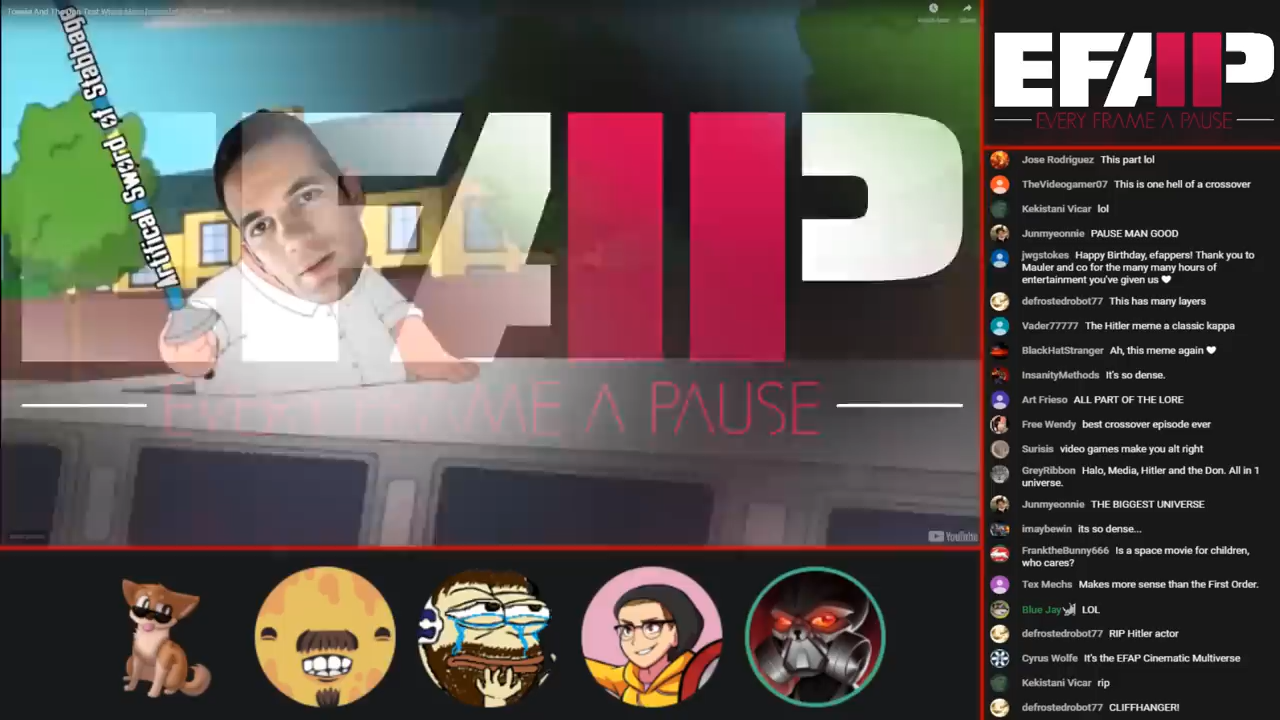 Artificial Sword of Stabbage
EFAP
EVERY FRAME A PAUSE
YouTube
EFAP
EVERY FRAME A PAUSE
Jose Rodriguez This part lol
TheVideogamer07 This is one hell of a crossover
Kekistani Vicar lol
Junmyeonnie PAUSE MAN GOOD
jwgstokes Happy Birthday, efappers! Thank you to
Mauler and co for the many many hours of
entertainment you've given us ❤
defrostedrobot77 This has many layers
Vader77777 The Hitler meme a classic kappa
BlackHatStranger Ah, this meme again ❤
InsanityMethods It's so dense.
Art Frieso ALL PART OF THE LORE
Free Wendy best crossover episode ever
Surisis video games make you alt right
GreyRibbon Halo, Media, Hitler and the Don. All in 1
universe.
Junmyeonnie THE BIGGEST UNIVERSE
imaybewin its so dense...
FranktheBunny666 Is a space movie for children,
who cares?
Tex Mechs Makes more sense than the First Order.
Blue Jay LOL
defrostedrobot77 RIP Hitler actor
Cyrus Wolfe It's the EFAP Cinematic Multiverse
Kekistani Vicar rip
defrostedrobot77 CLIFFHANGER!